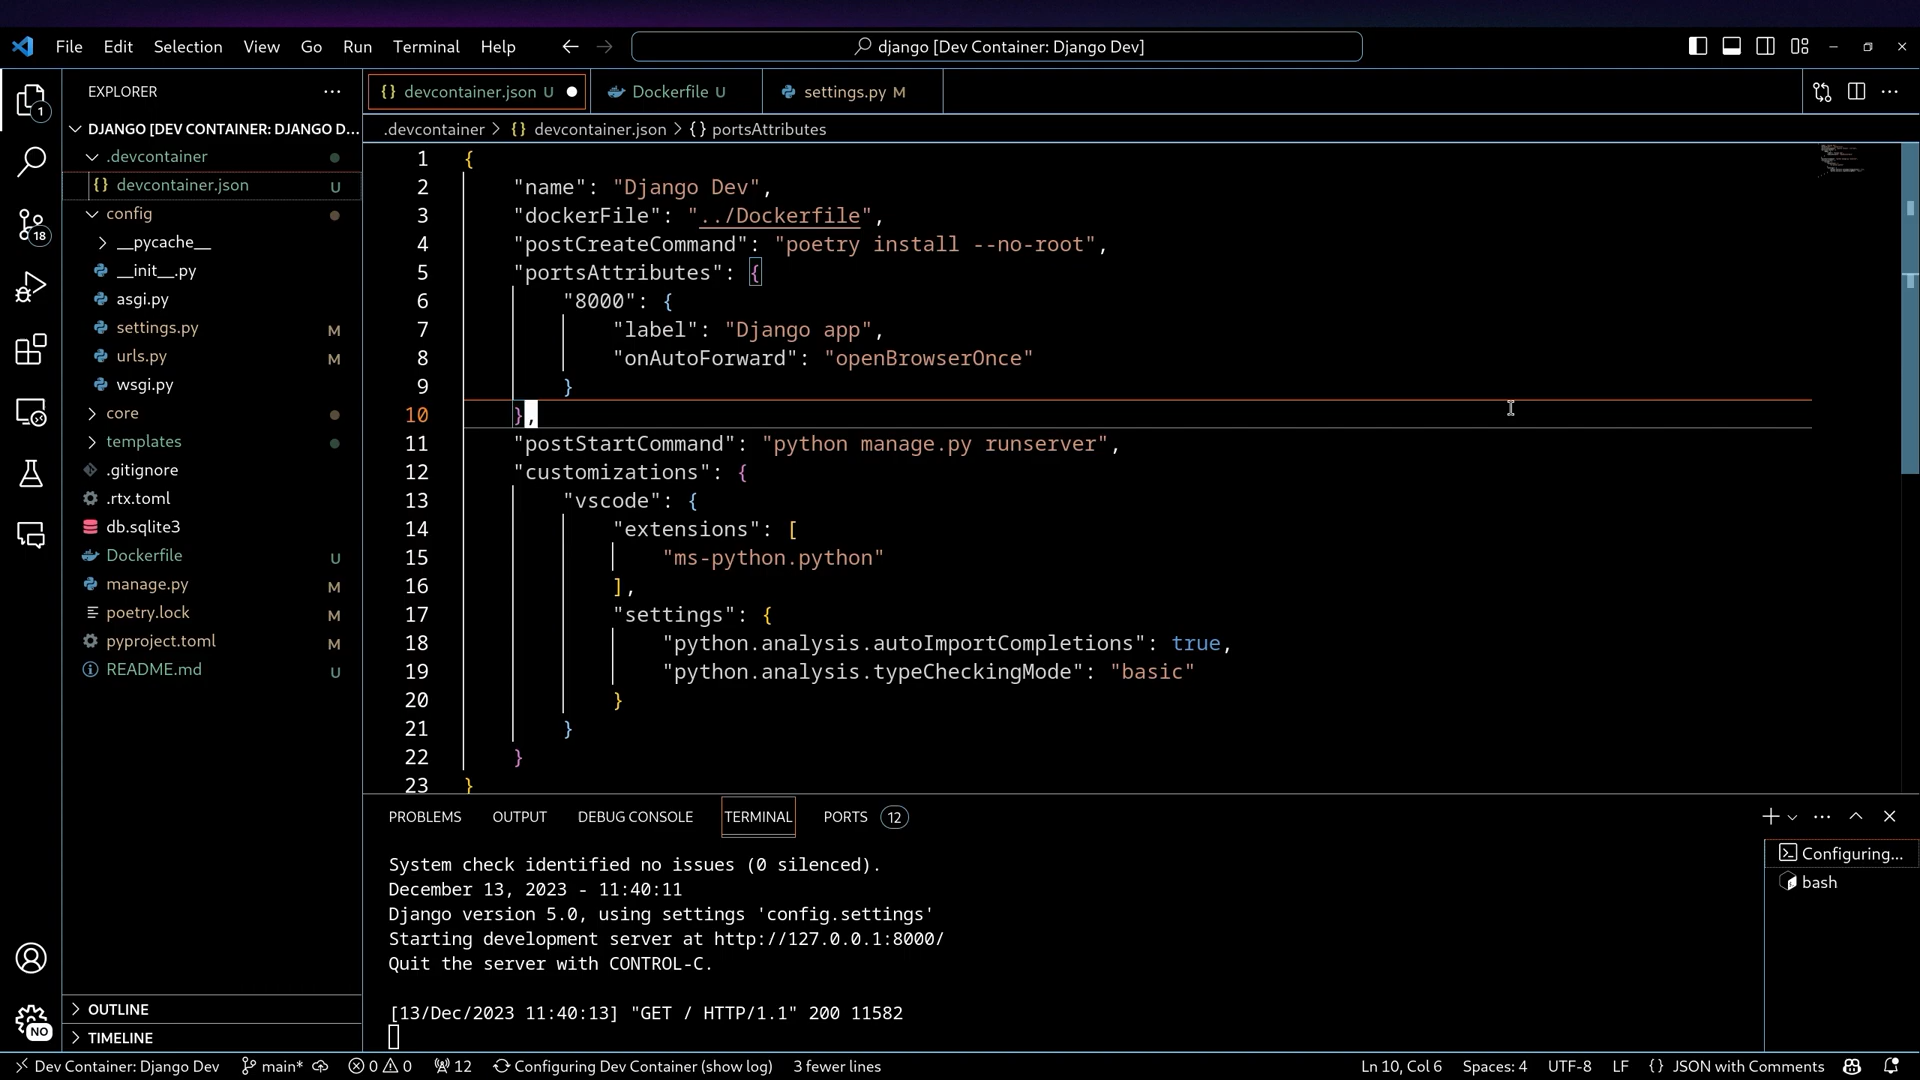 File Edit Selection View Go Run Terminal Help django [Dev Container: Django Dev]
EXPLORER
DJANGO [DEV CONTAINER: DJANGO D...
.devcontainer
devcontainer.json U
config
__pycache__
__init__.py
asgi.py
settings.py M
urls.py M
wsgi.py
core
templates
.gitignore
.rtx.toml
db.sqlite3
Dockerfile U
manage.py M
poetry.lock M
pyproject.toml M
README.md U
OUTLINE
TIMELINE
1
18
NO
{} devcontainer.json U Dockerfile U settings.py M
.devcontainer > {} devcontainer.json > {} portsAttributes
1 {
2 "name": "Django Dev",
3 "dockerFile": "../Dockerfile",
4 "postCreateCommand": "poetry install --no-root",
5 "portsAttributes": {
6 "8000": {
7 "label": "Django app",
8 "onAutoForward": "openBrowserOnce"
9 }
10 },
11 "postStartCommand": "python manage.py runserver",
12 "customizations": {
13 "vscode": {
14 "extensions": [
15 "ms-python.python"
16 ],
17 "settings": {
18 "python.analysis.autoImportCompletions": true,
19 "python.analysis.typeCheckingMode": "basic"
20 }
21 }
22 }
23 }
PROBLEMS OUTPUT DEBUG CONSOLE TERMINAL PORTS 12
System check identified no issues (0 silenced).
December 13, 2023 - 11:40:11
Django version 5.0, using settings 'config.settings'
Starting development server at http://127.0.0.1:8000/
Quit the server with CONTROL-C.
[13/Dec/2023 11:40:13] "GET / HTTP/1.1" 200 11582
Configuring...
bash
Dev Container: Django Dev main* 0 0 12 Configuring Dev Container (show log) 3 fewer lines Ln 10, Col 6 Spaces: 4 UTF-8 LF {} JSON with Comments